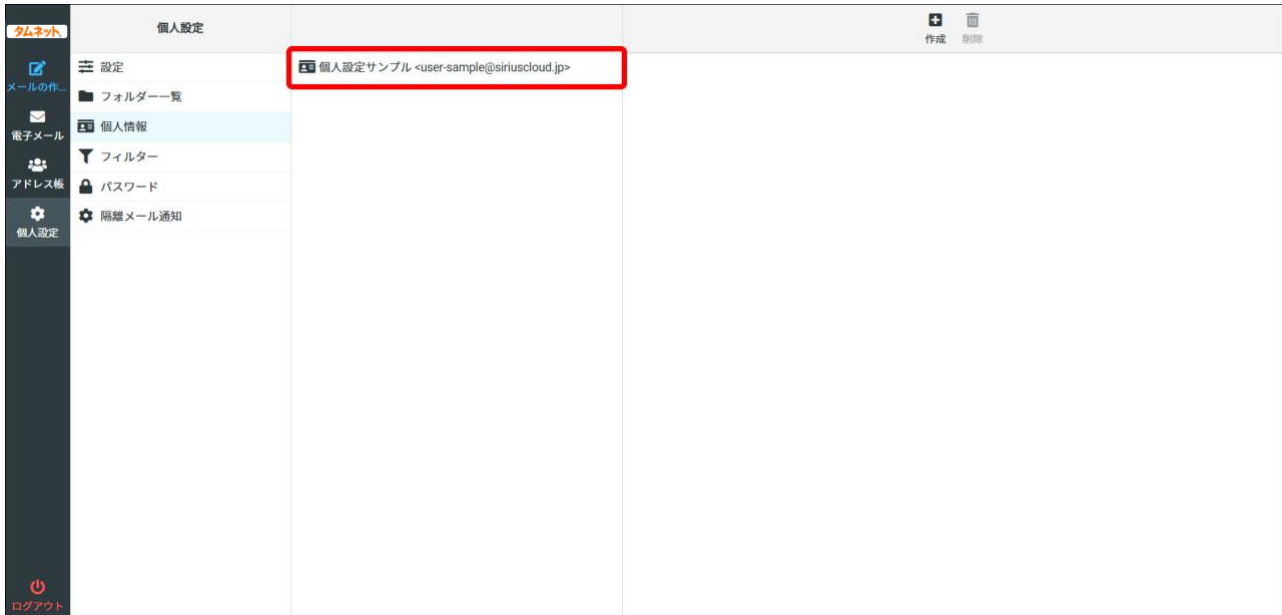 タムネット
メールの作...
電子メール
アドレス帳
個人設定
ログアウト
個人設定
設定
フォルダー一覧
個人情報
フィルター
パスワード
隔離メール通知
個人設定サンプル <user-sample@siriuscloud.jp>
作成
削除